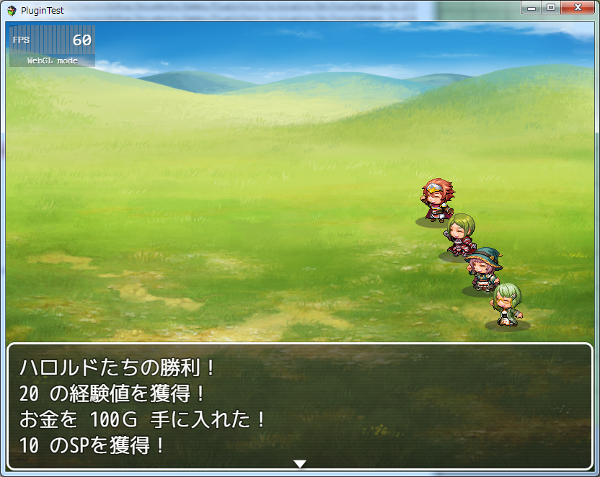 PluginTest
FPS 60
WebGL mode
ハロルドたちの勝利！
20 の経験値を獲得！
お金を 100Ｇ 手に入れた！
10 のSPを獲得！